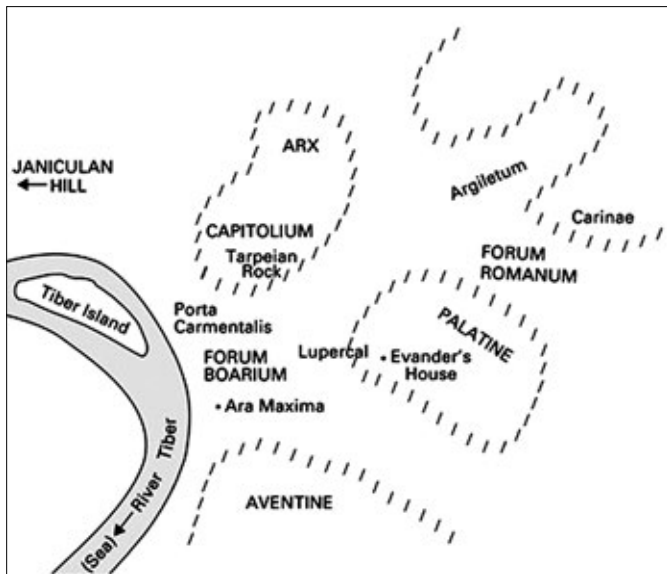 ARX
JANICULAN
HILL
Argiletum
Carinae
CAPITOLIUM
Tarpeian
Rock
FORUM
ROMANUM
Tiber Island
Porta
Carmentalis
PALATINE
Lupercal
Evander's
House
FORUM
BOARIUM
Ara Maxima
River Tiber
(Sea)
AVENTINE